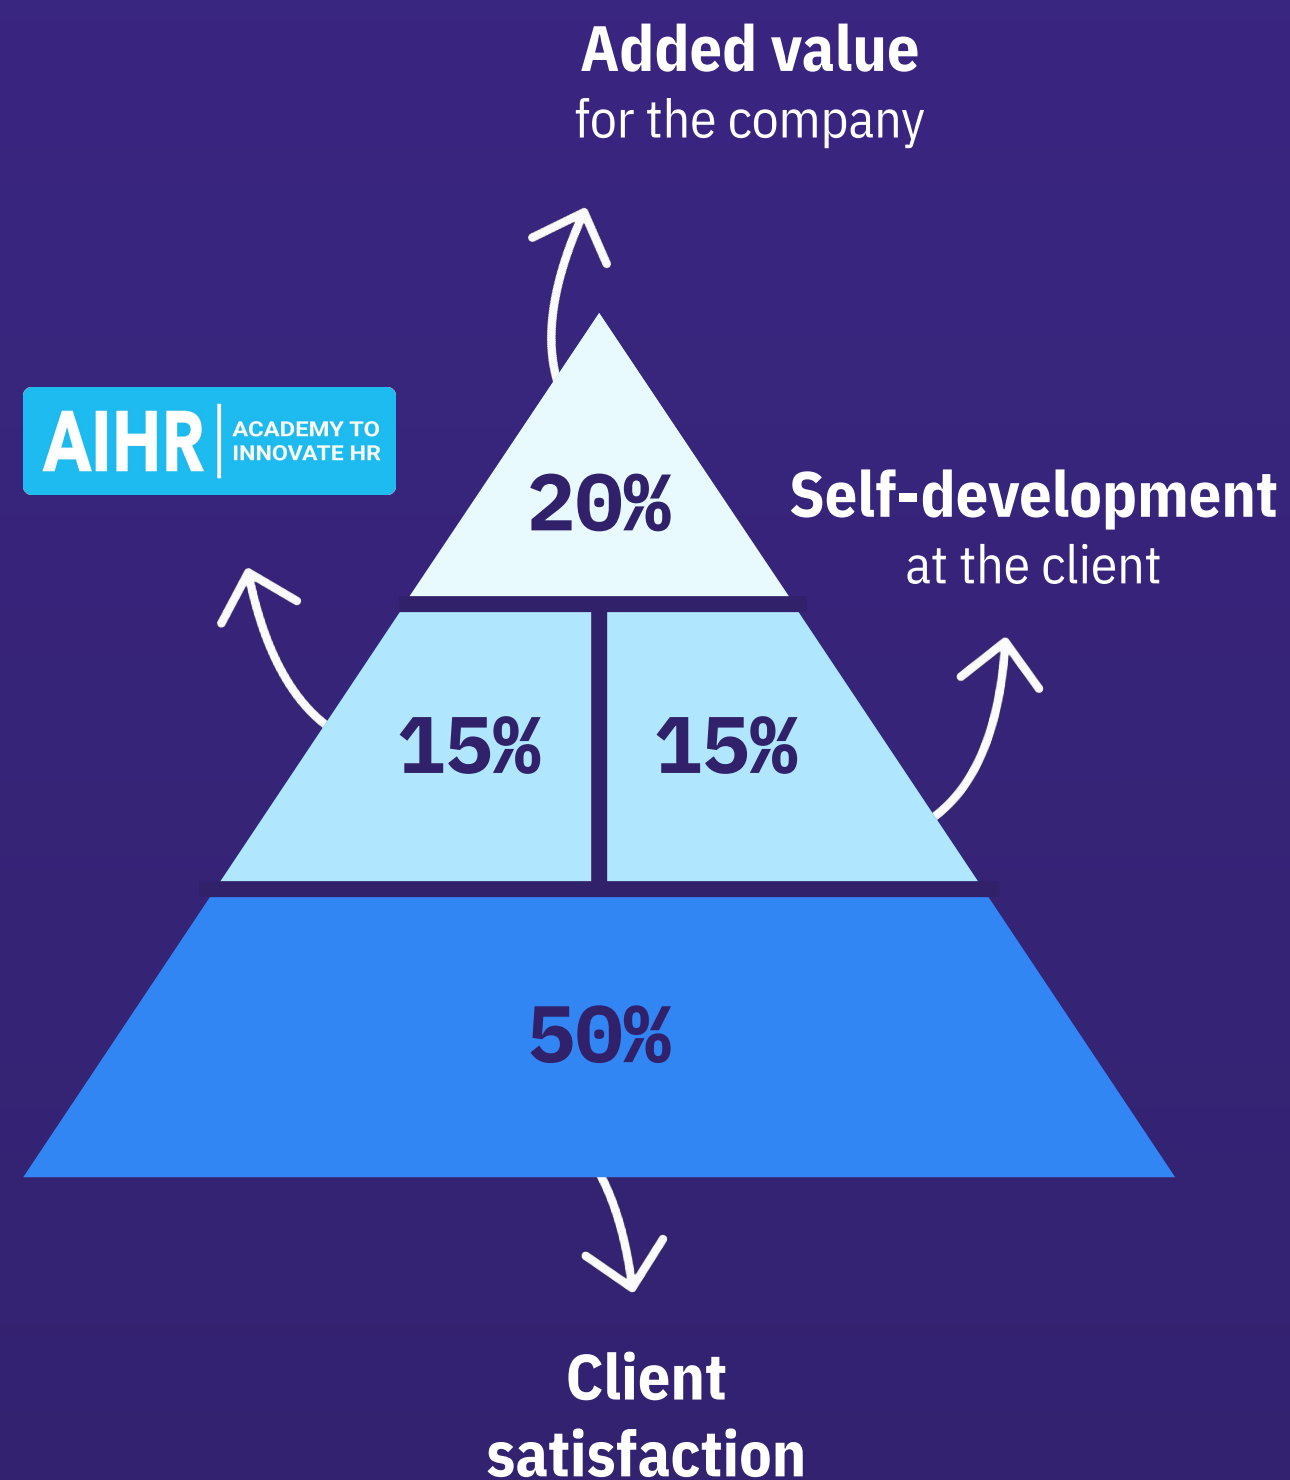 Added value
for the company
AIHR
ACADEMY TO
INNOVATE HR
20%
Self-development
at the client
15%
15%
50%
Client
satisfaction